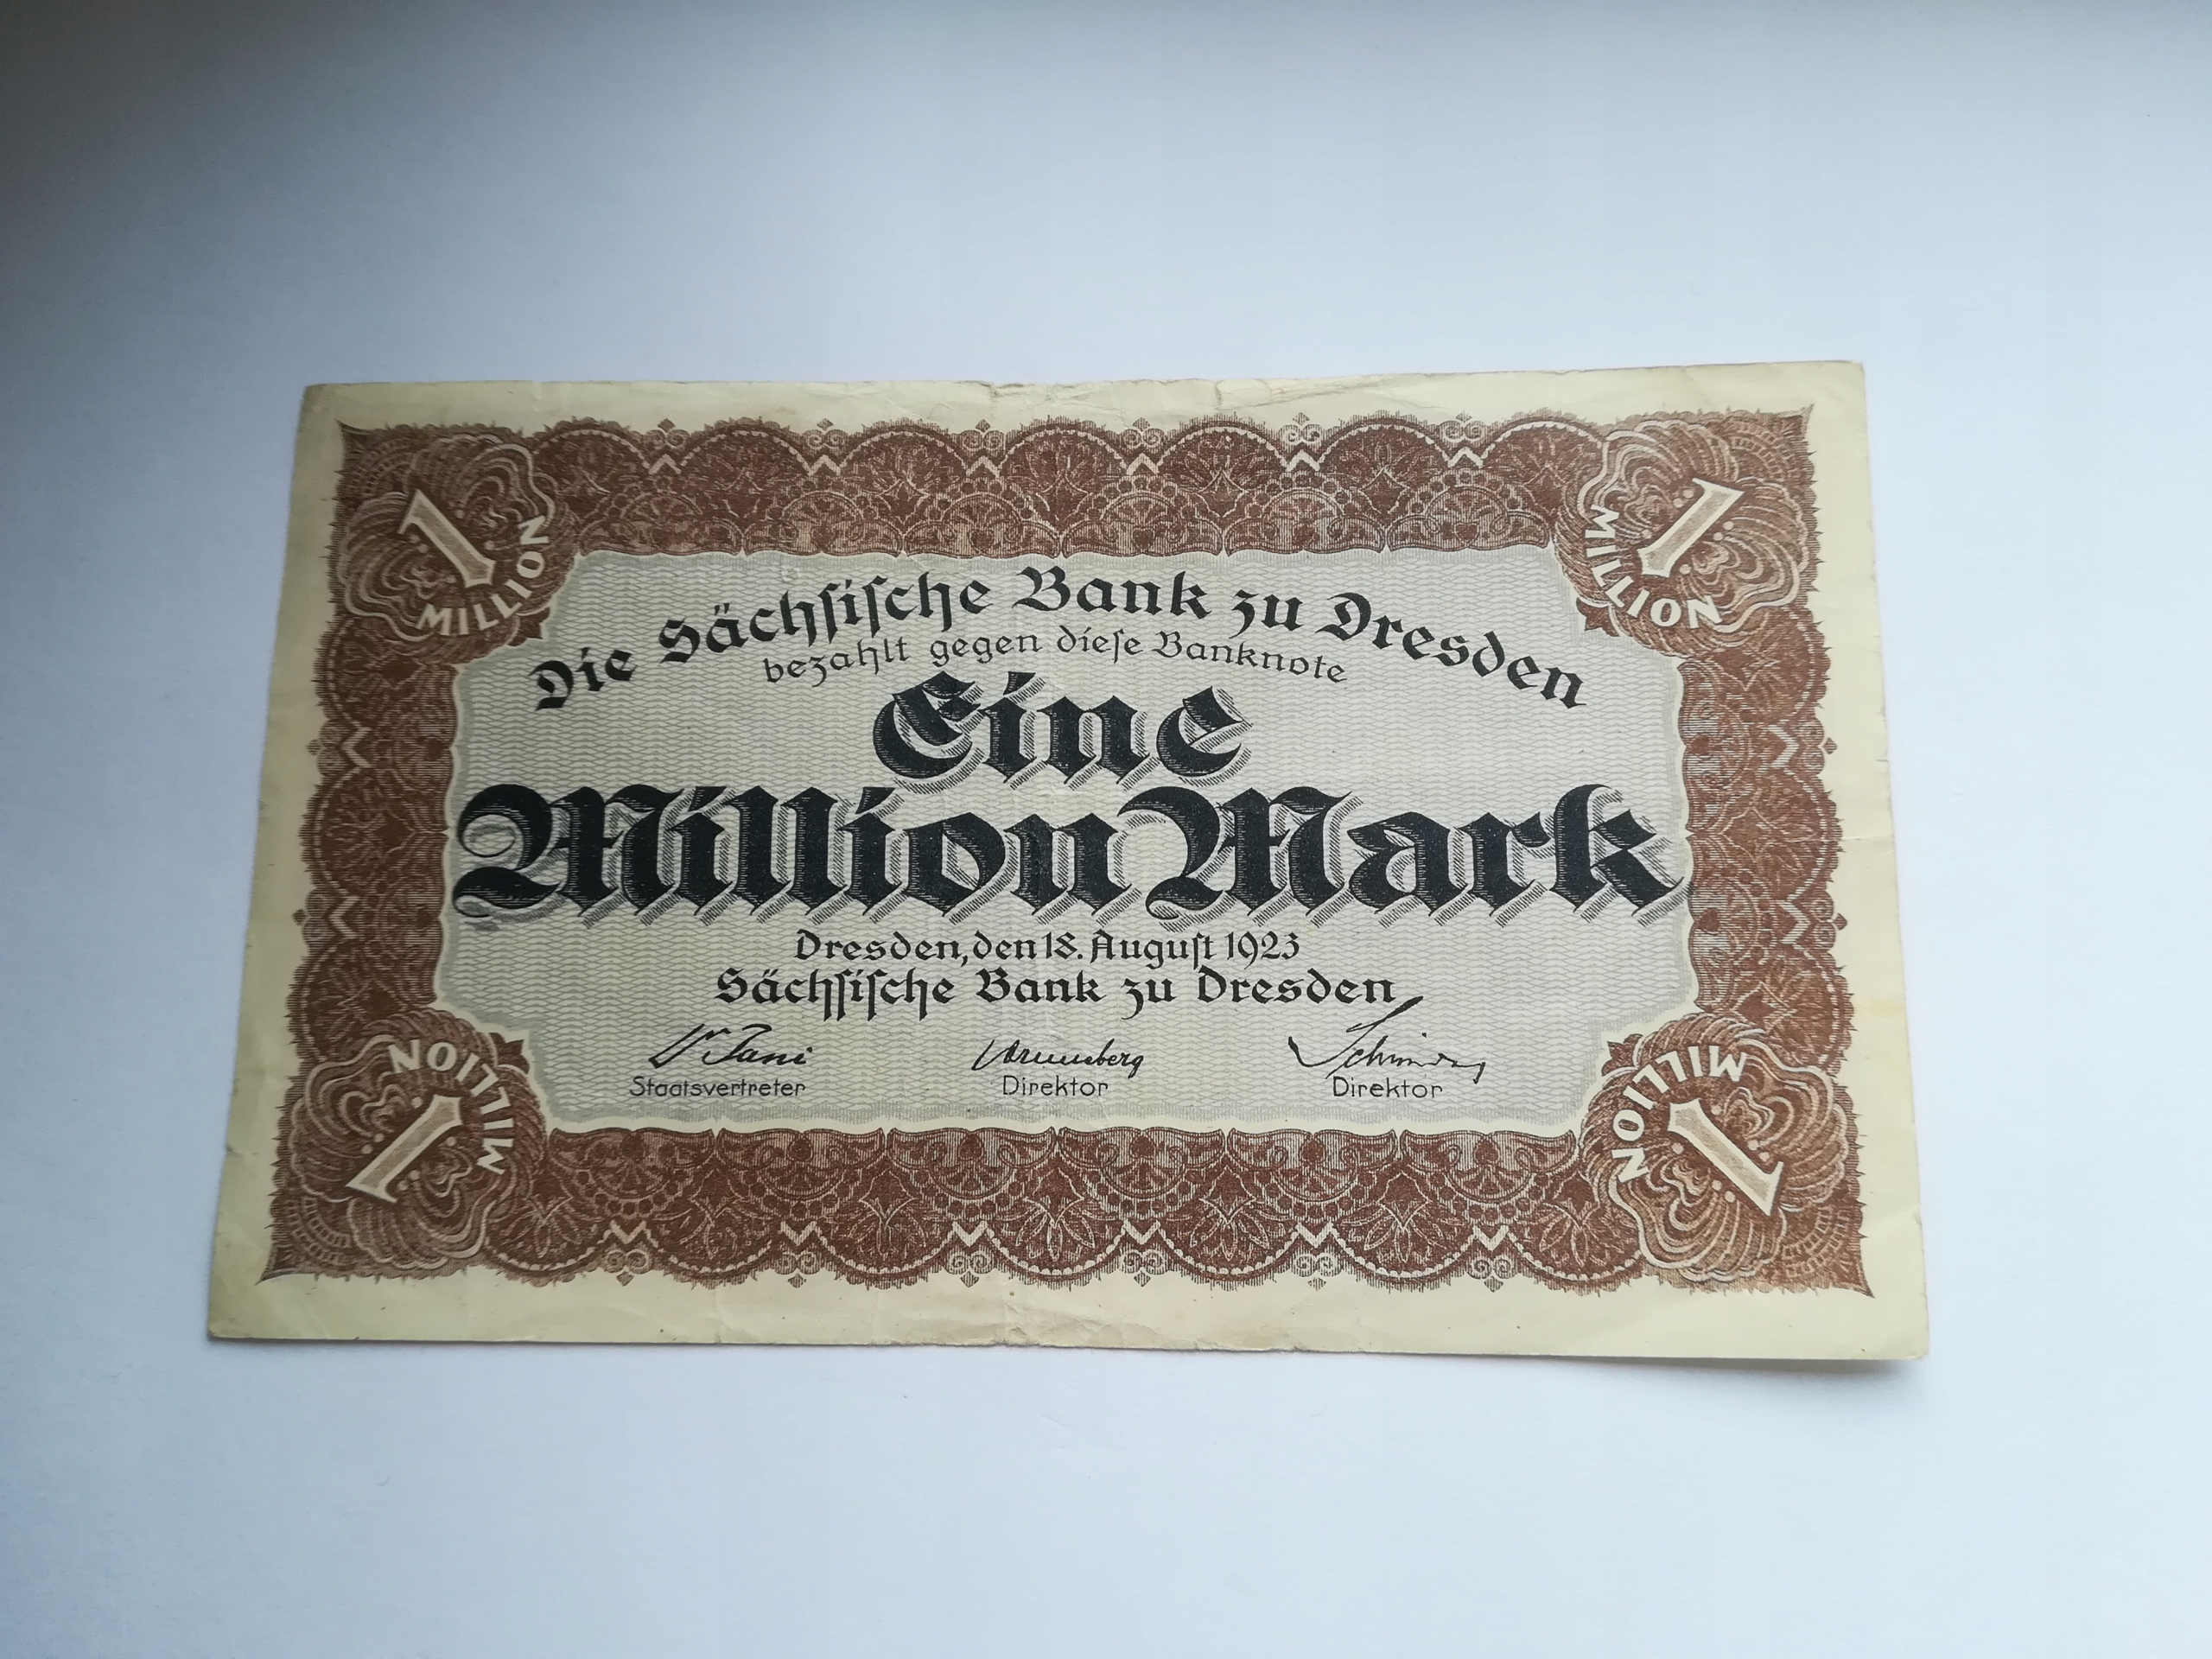 1
MILLION
1
MILLION
Die Sächsische Bank zu Dresden
bezahlt gegen diese Banknote
Eine
Million Mark
Dresden, den 18. August 1923
Sächsische Bank zu Dresden
Staatsvertreter
Direktor
Direktor
MILLION
1
MILLION
1